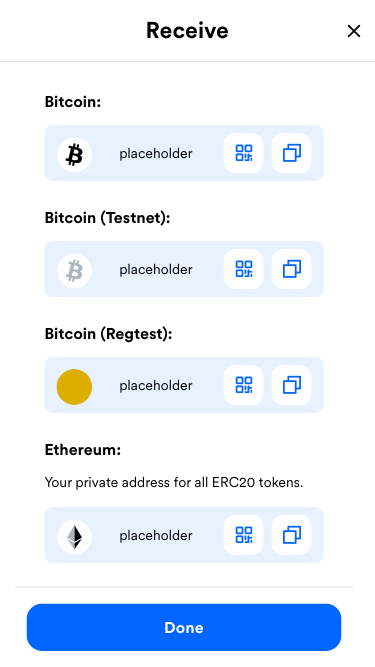 Receive
Bitcoin:
placeholder
Bitcoin (Testnet):
placeholder
Bitcoin (Regtest):
placeholder
Ethereum:
Your private address for all ERC20 tokens.
placeholder
Done